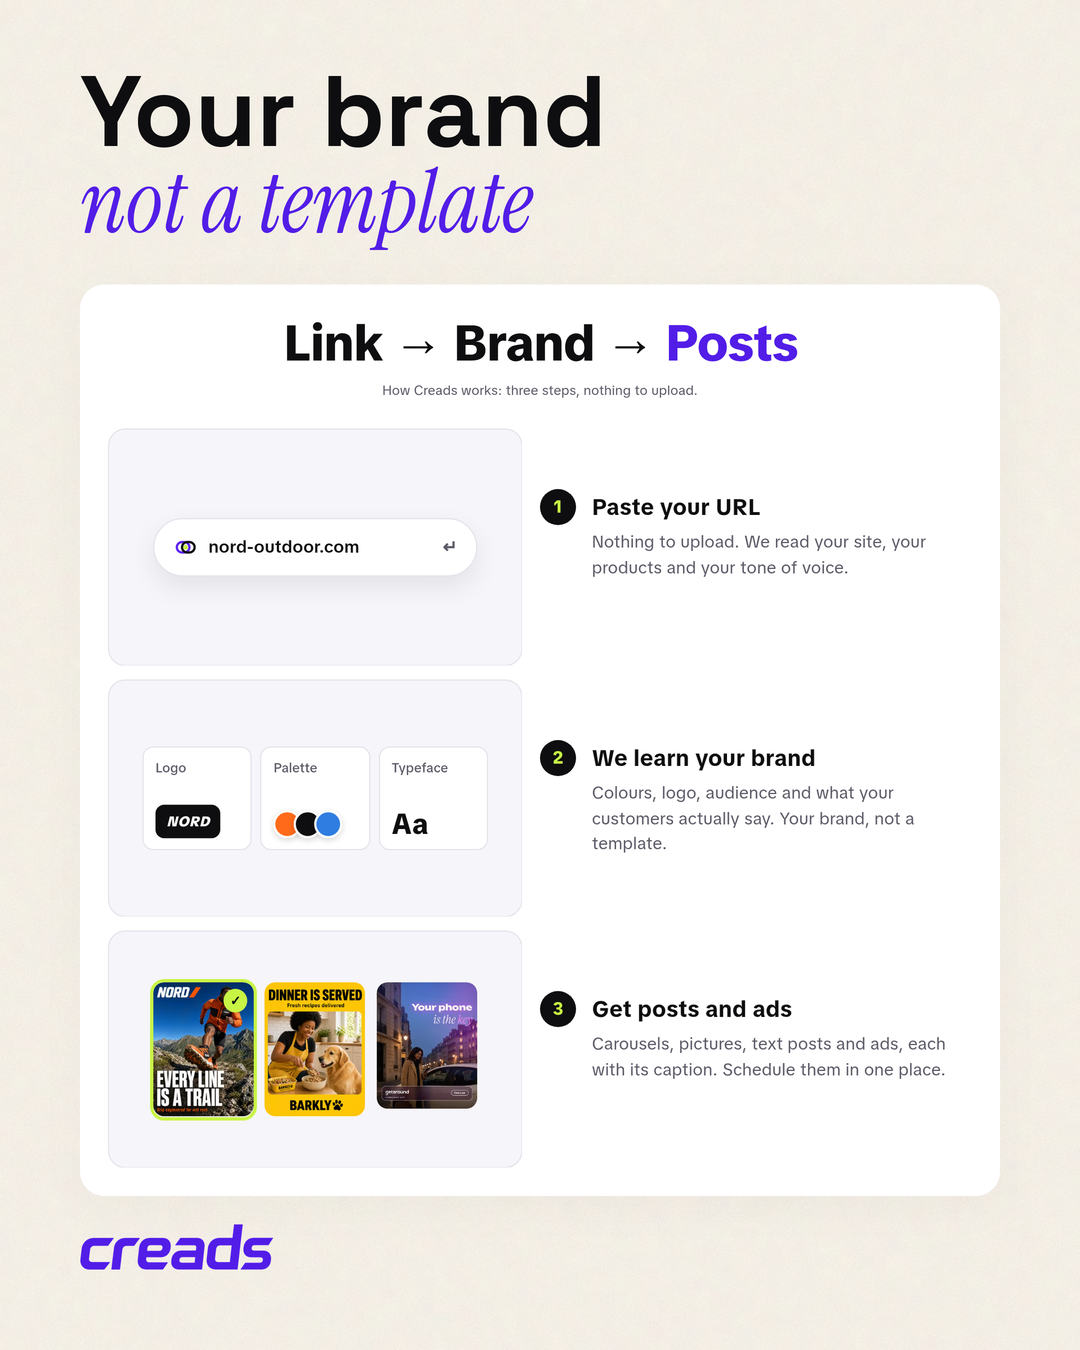 Your brand
not a template
Link → Brand → Posts
How Creads works: three steps, nothing to upload.
nord-outdoor.com
1
Paste your URL
Nothing to upload. We read your site, your
products and your tone of voice.
Logo
Palette
Typeface
NORD
Aa
2
We learn your brand
Colours, logo, audience and what your
customers actually say. Your brand, not a
template.
NORD
EVERY LINE
IS A TRAIL
DINNER IS SERVED
Fresh recipes delivered
BARKLY
Your phone
is the key
getaround
3
Get posts and ads
Carousels, pictures, text posts and ads, each
with its caption. Schedule them in one place.
creads